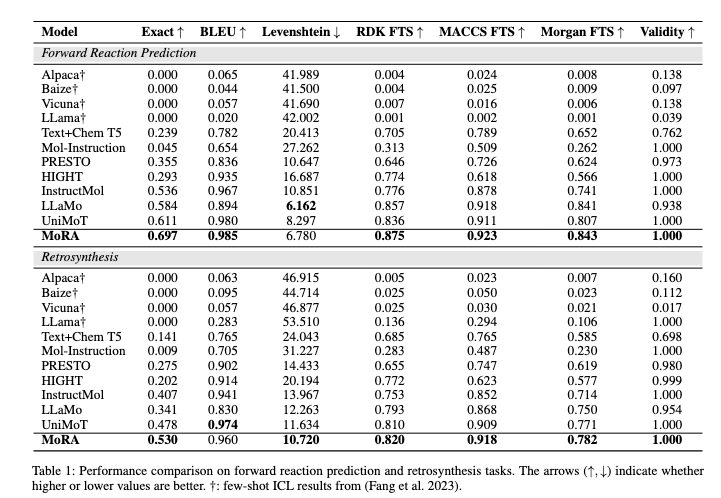 Model Exact ↑ BLEU ↑ Levenshtein ↓ RDK FTS ↑ MACCS FTS ↑ Morgan FTS ↑ Validity ↑
Forward Reaction Prediction
Alpaca† 0.000 0.065 41.989 0.004 0.024 0.008 0.138
Baize† 0.000 0.044 41.500 0.004 0.025 0.009 0.097
Vicuna† 0.000 0.057 41.690 0.007 0.016 0.006 0.138
LLama† 0.000 0.020 42.002 0.001 0.002 0.001 0.039
Text+Chem T5 0.239 0.782 20.413 0.705 0.789 0.652 0.762
Mol-Instruction 0.045 0.654 27.262 0.313 0.509 0.262 1.000
PRESTO 0.355 0.836 10.647 0.646 0.726 0.624 0.973
HIGHT 0.293 0.935 16.687 0.774 0.618 0.566 1.000
InstructMol 0.536 0.967 10.851 0.776 0.878 0.741 1.000
LLaMo 0.584 0.894 6.162 0.857 0.918 0.841 0.938
UniMoT 0.611 0.980 8.297 0.836 0.911 0.807 1.000
MoRA 0.697 0.985 6.780 0.875 0.923 0.843 1.000
Retrosynthesis
Alpaca† 0.000 0.063 46.915 0.005 0.023 0.007 0.160
Baize† 0.000 0.095 44.714 0.025 0.050 0.023 0.112
Vicuna† 0.000 0.057 46.877 0.025 0.030 0.021 0.017
LLama† 0.000 0.283 53.510 0.136 0.294 0.106 1.000
Text+Chem T5 0.141 0.765 24.043 0.685 0.765 0.585 0.698
Mol-Instruction 0.009 0.705 31.227 0.283 0.487 0.230 1.000
PRESTO 0.275 0.902 14.433 0.655 0.747 0.619 0.980
HIGHT 0.202 0.914 20.194 0.772 0.623 0.577 0.999
InstructMol 0.407 0.941 13.967 0.753 0.852 0.714 1.000
LLaMo 0.341 0.830 12.263 0.793 0.868 0.750 0.954
UniMoT 0.478 0.974 11.634 0.810 0.909 0.771 1.000
MoRA 0.530 0.960 10.720 0.820 0.918 0.782 1.000
Table 1: Performance comparison on forward reaction prediction and retrosynthesis tasks. The arrows (↑,↓) indicate whether
higher or lower values are better. †: few-shot ICL results from (Fang et al. 2023).